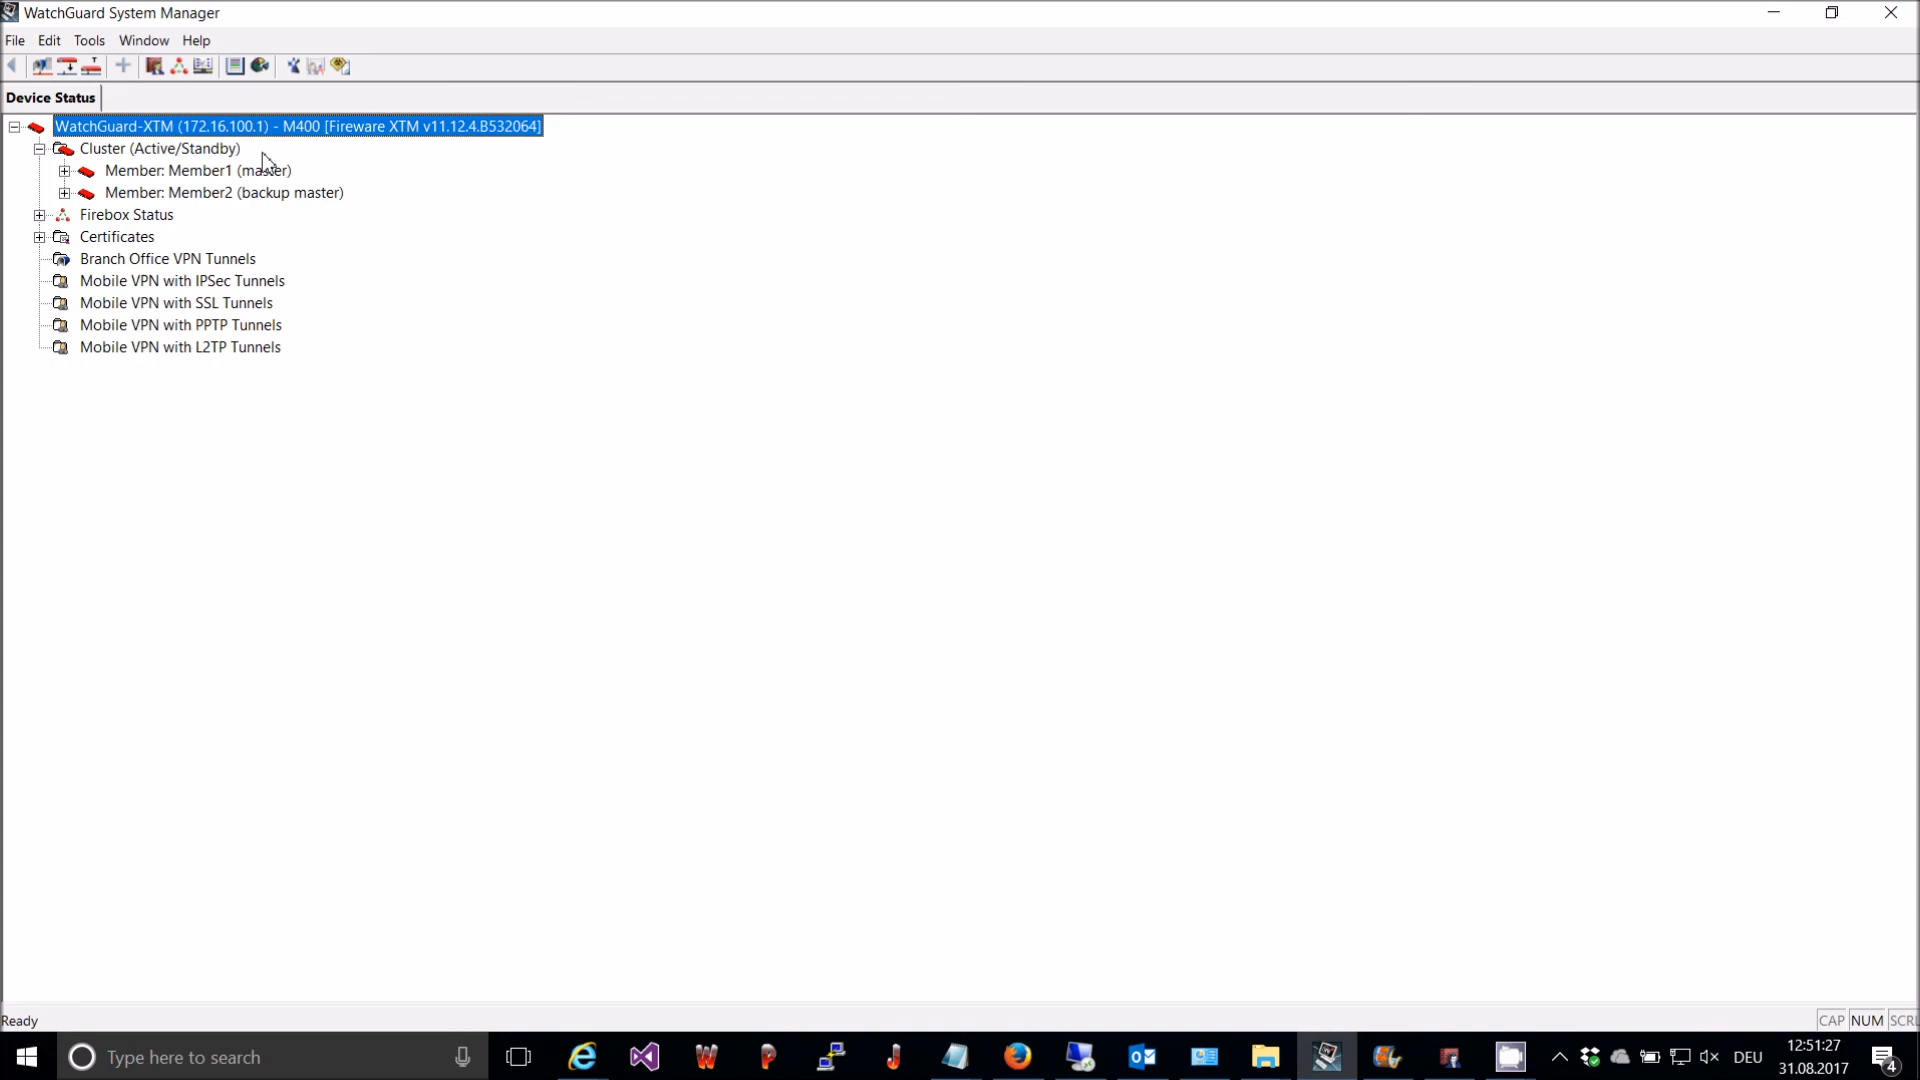 WatchGuard System Manager
File Edit Tools Window Help
Device Status
WatchGuard-XTM (172.16.100.1) - M400 [Fireware XTM v11.12.4.B532064]
Cluster (Active/Standby)
Member: Member1 (master)
Member: Member2 (backup master)
Firebox Status
Certificates
Branch Office VPN Tunnels
Mobile VPN with IPSec Tunnels
Mobile VPN with SSL Tunnels
Mobile VPN with PPTP Tunnels
Mobile VPN with L2TP Tunnels
Ready CAP NUM SCRL
Type here to search DEU 12:51:27
31.08.2017 4